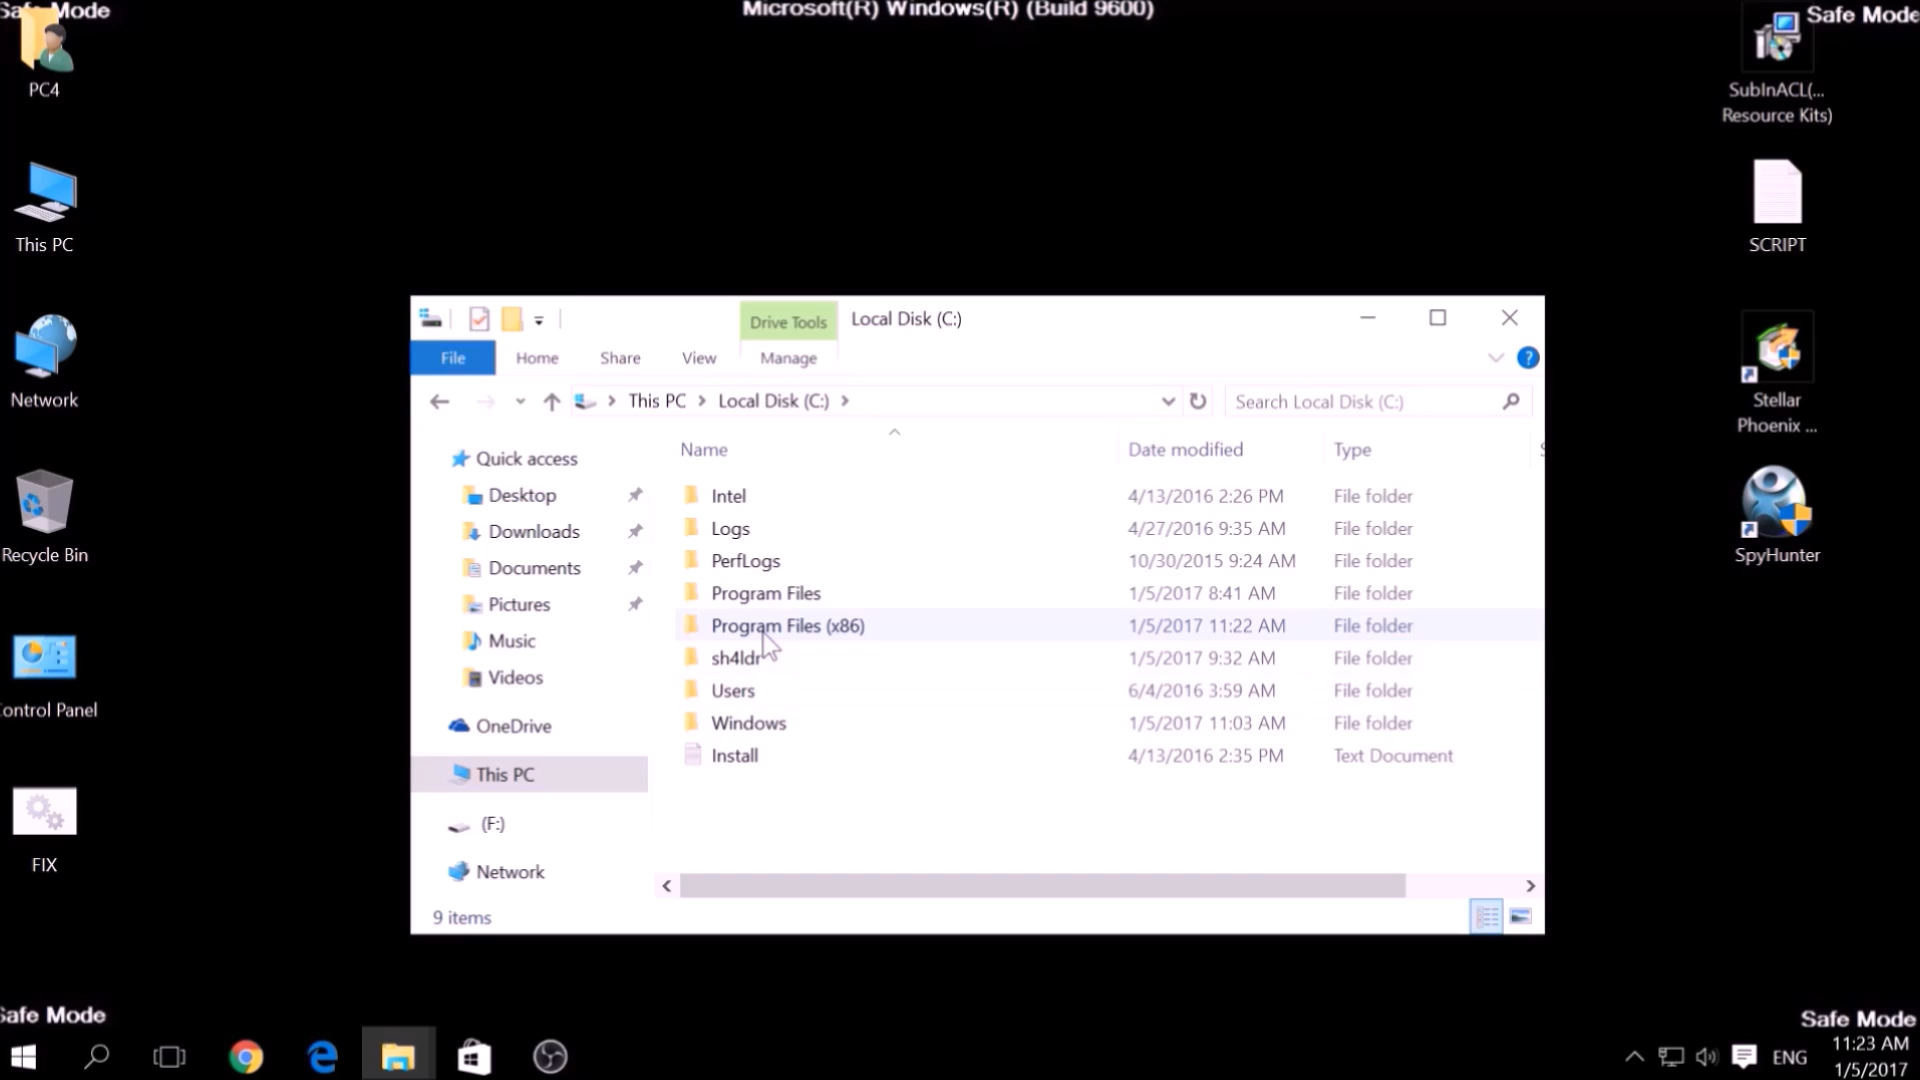 Safe Mode
Microsoft(R) Windows(R) (Build 9600)
Safe Mode
PC4
This PC
Network
Recycle Bin
ontrol Panel
FIX
SubInACL(...
Resource Kits)
SCRIPT
Stellar
Phoenix ...
SpyHunter
Drive Tools
Local Disk (C:)
File
Home
Share
View
Manage
?
This PC
Local Disk (C:)
Search Local Disk (C:)
Name
Date modified
Type
Quick access
Desktop
Downloads
Documents
Pictures
Music
Videos
OneDrive
This PC
(F:)
Network
Intel 4/13/2016 2:26 PM File folder
Logs 4/27/2016 9:35 AM File folder
PerfLogs 10/30/2015 9:24 AM File folder
Program Files 1/5/2017 8:41 AM File folder
Program Files (x86) 1/5/2017 11:22 AM File folder
sh4ldr 1/5/2017 9:32 AM File folder
Users 6/4/2016 3:59 AM File folder
Windows 1/5/2017 11:03 AM File folder
Install 4/13/2016 2:35 PM Text Document
9 items
Safe Mode
Safe Mode
ENG
11:23 AM
1/5/2017